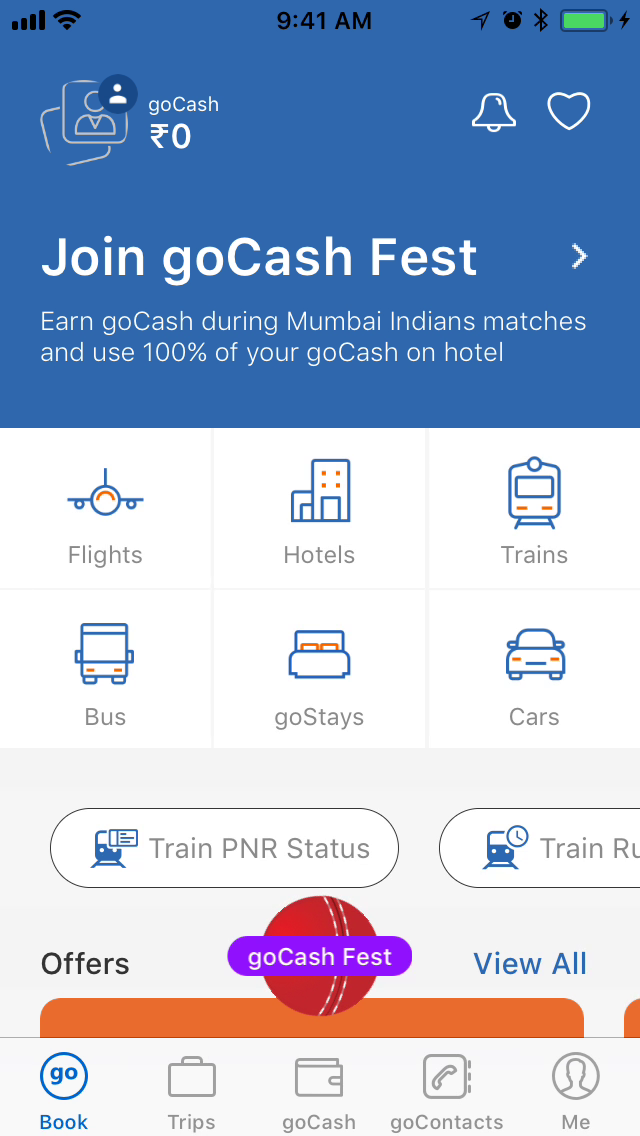 9:41 AM
goCash
₹0
Join goCash Fest
Earn goCash during Mumbai Indians matches
and use 100% of your goCash on hotel
Flights
Hotels
Trains
Bus
goStays
Cars
Train PNR Status
Train Ru
Offers
goCash Fest
View All
go
Book
Trips
goCash
goContacts
Me